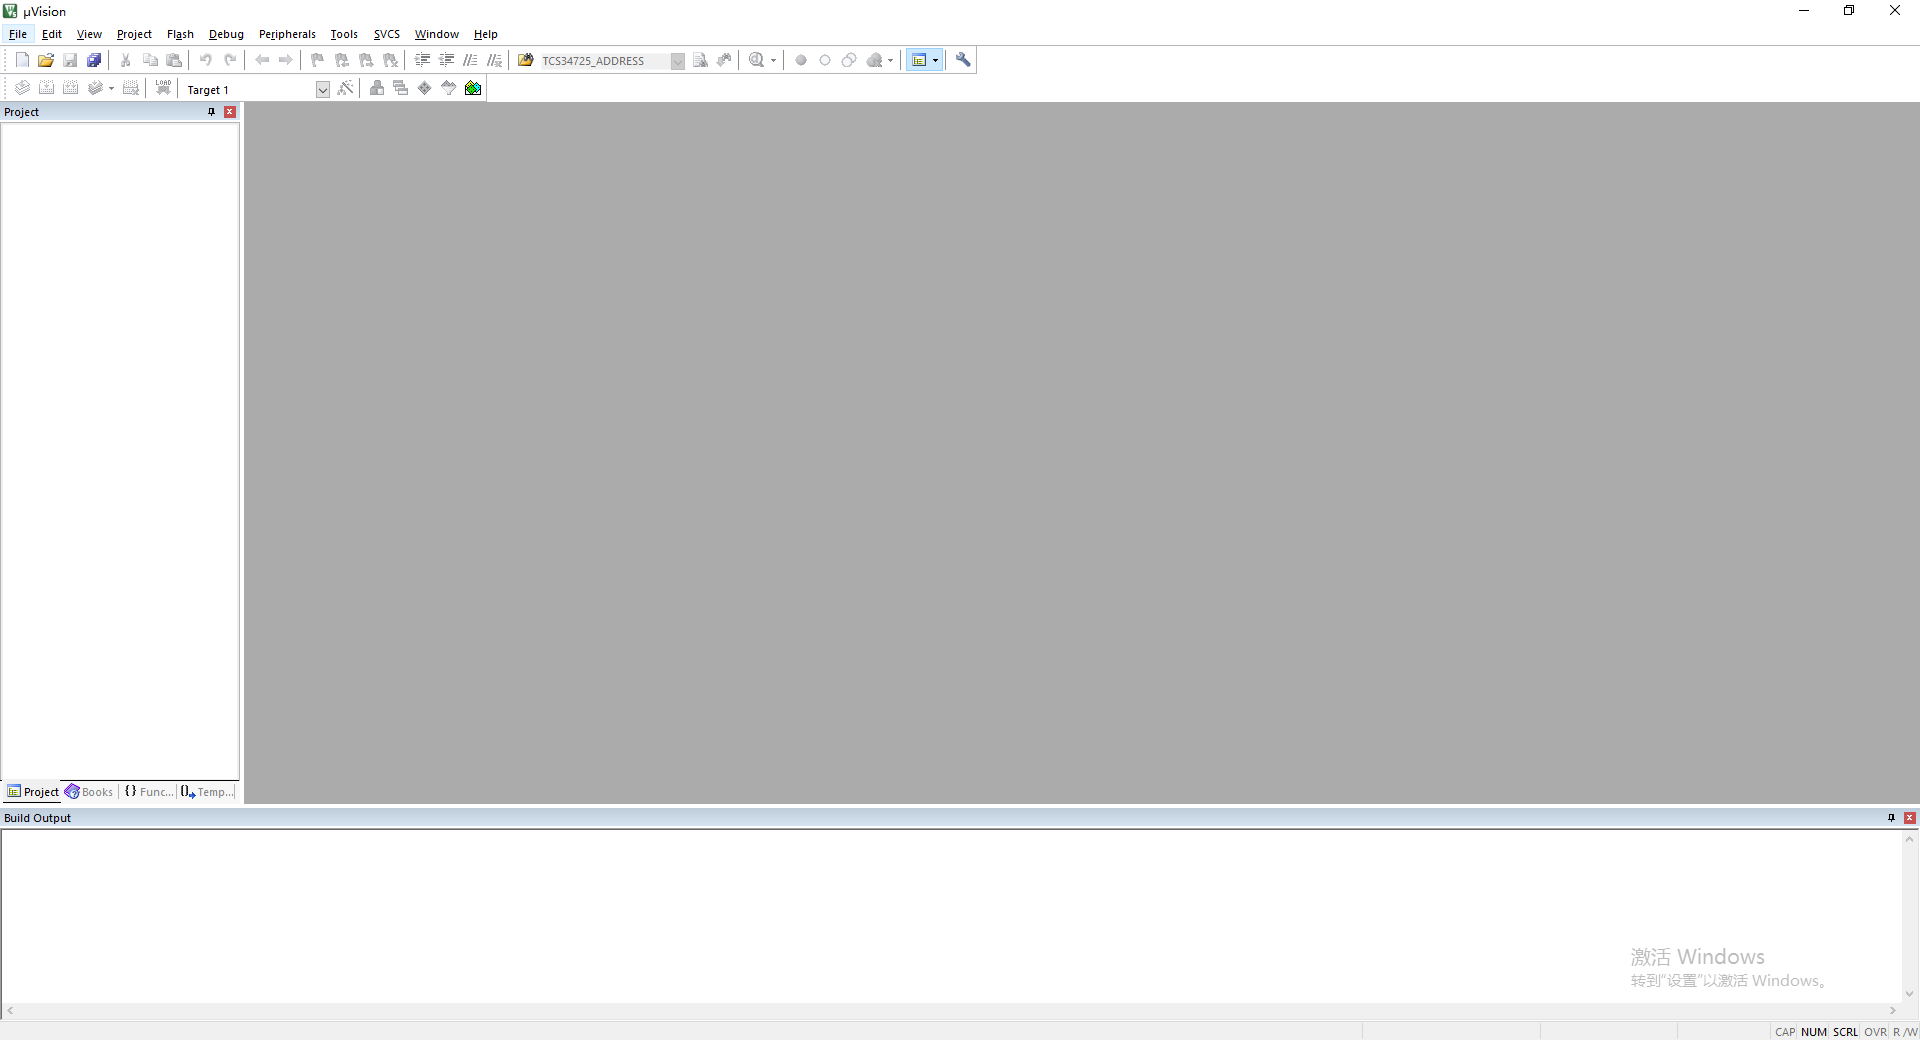 µVision
File Edit View Project Flash Debug Peripherals Tools SVCS Window Help
TCS34725_ADDRESS
LOAD Target 1
Project
Project Books {} Func... {} Temp...
Build Output
激活 Windows
转到"设置"以激活 Windows。
CAP NUM SCRL OVR R /W